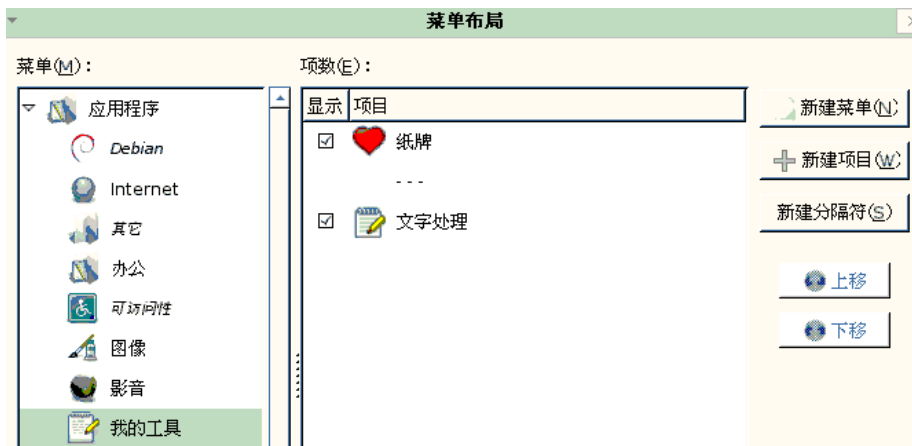 菜单布局
菜单(M)：
项数(E)：
应用程序
Debian
Internet
其它
办公
可访问性
图像
影音
我的工具
显示 项目
纸牌
---
文字处理
新建菜单(N)
新建项目(W)
新建分隔符(S)
上移
下移